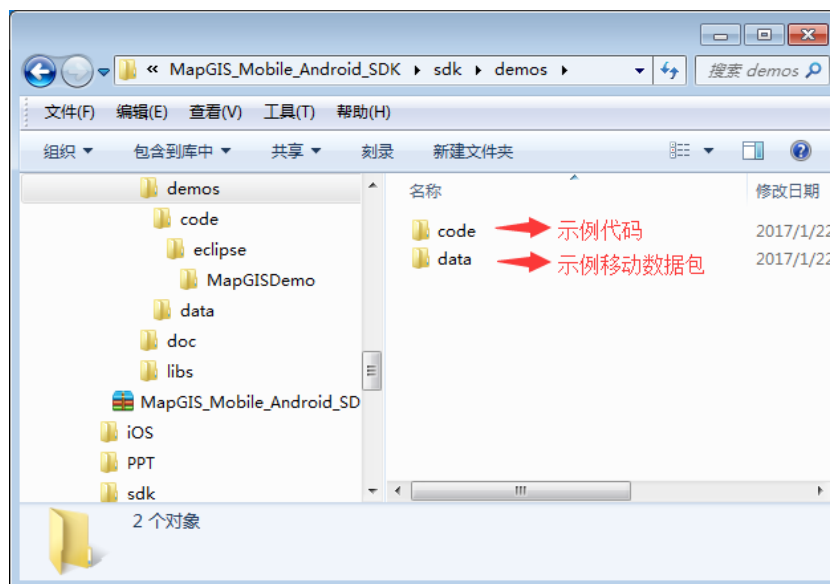 « MapGIS_Mobile_Android_SDK ▸ sdk ▸ demos ▸
搜索 demos
文件(F) 编辑(E) 查看(V) 工具(T) 帮助(H)
组织 包含到库中 共享 刻录 新建文件夹
demos
code
eclipse
MapGISDemo
data
doc
libs
MapGIS_Mobile_Android_SD
iOS
PPT
sdk
名称 修改日期
code 示例代码 2017/1/22
data 示例移动数据包 2017/1/22
2 个对象